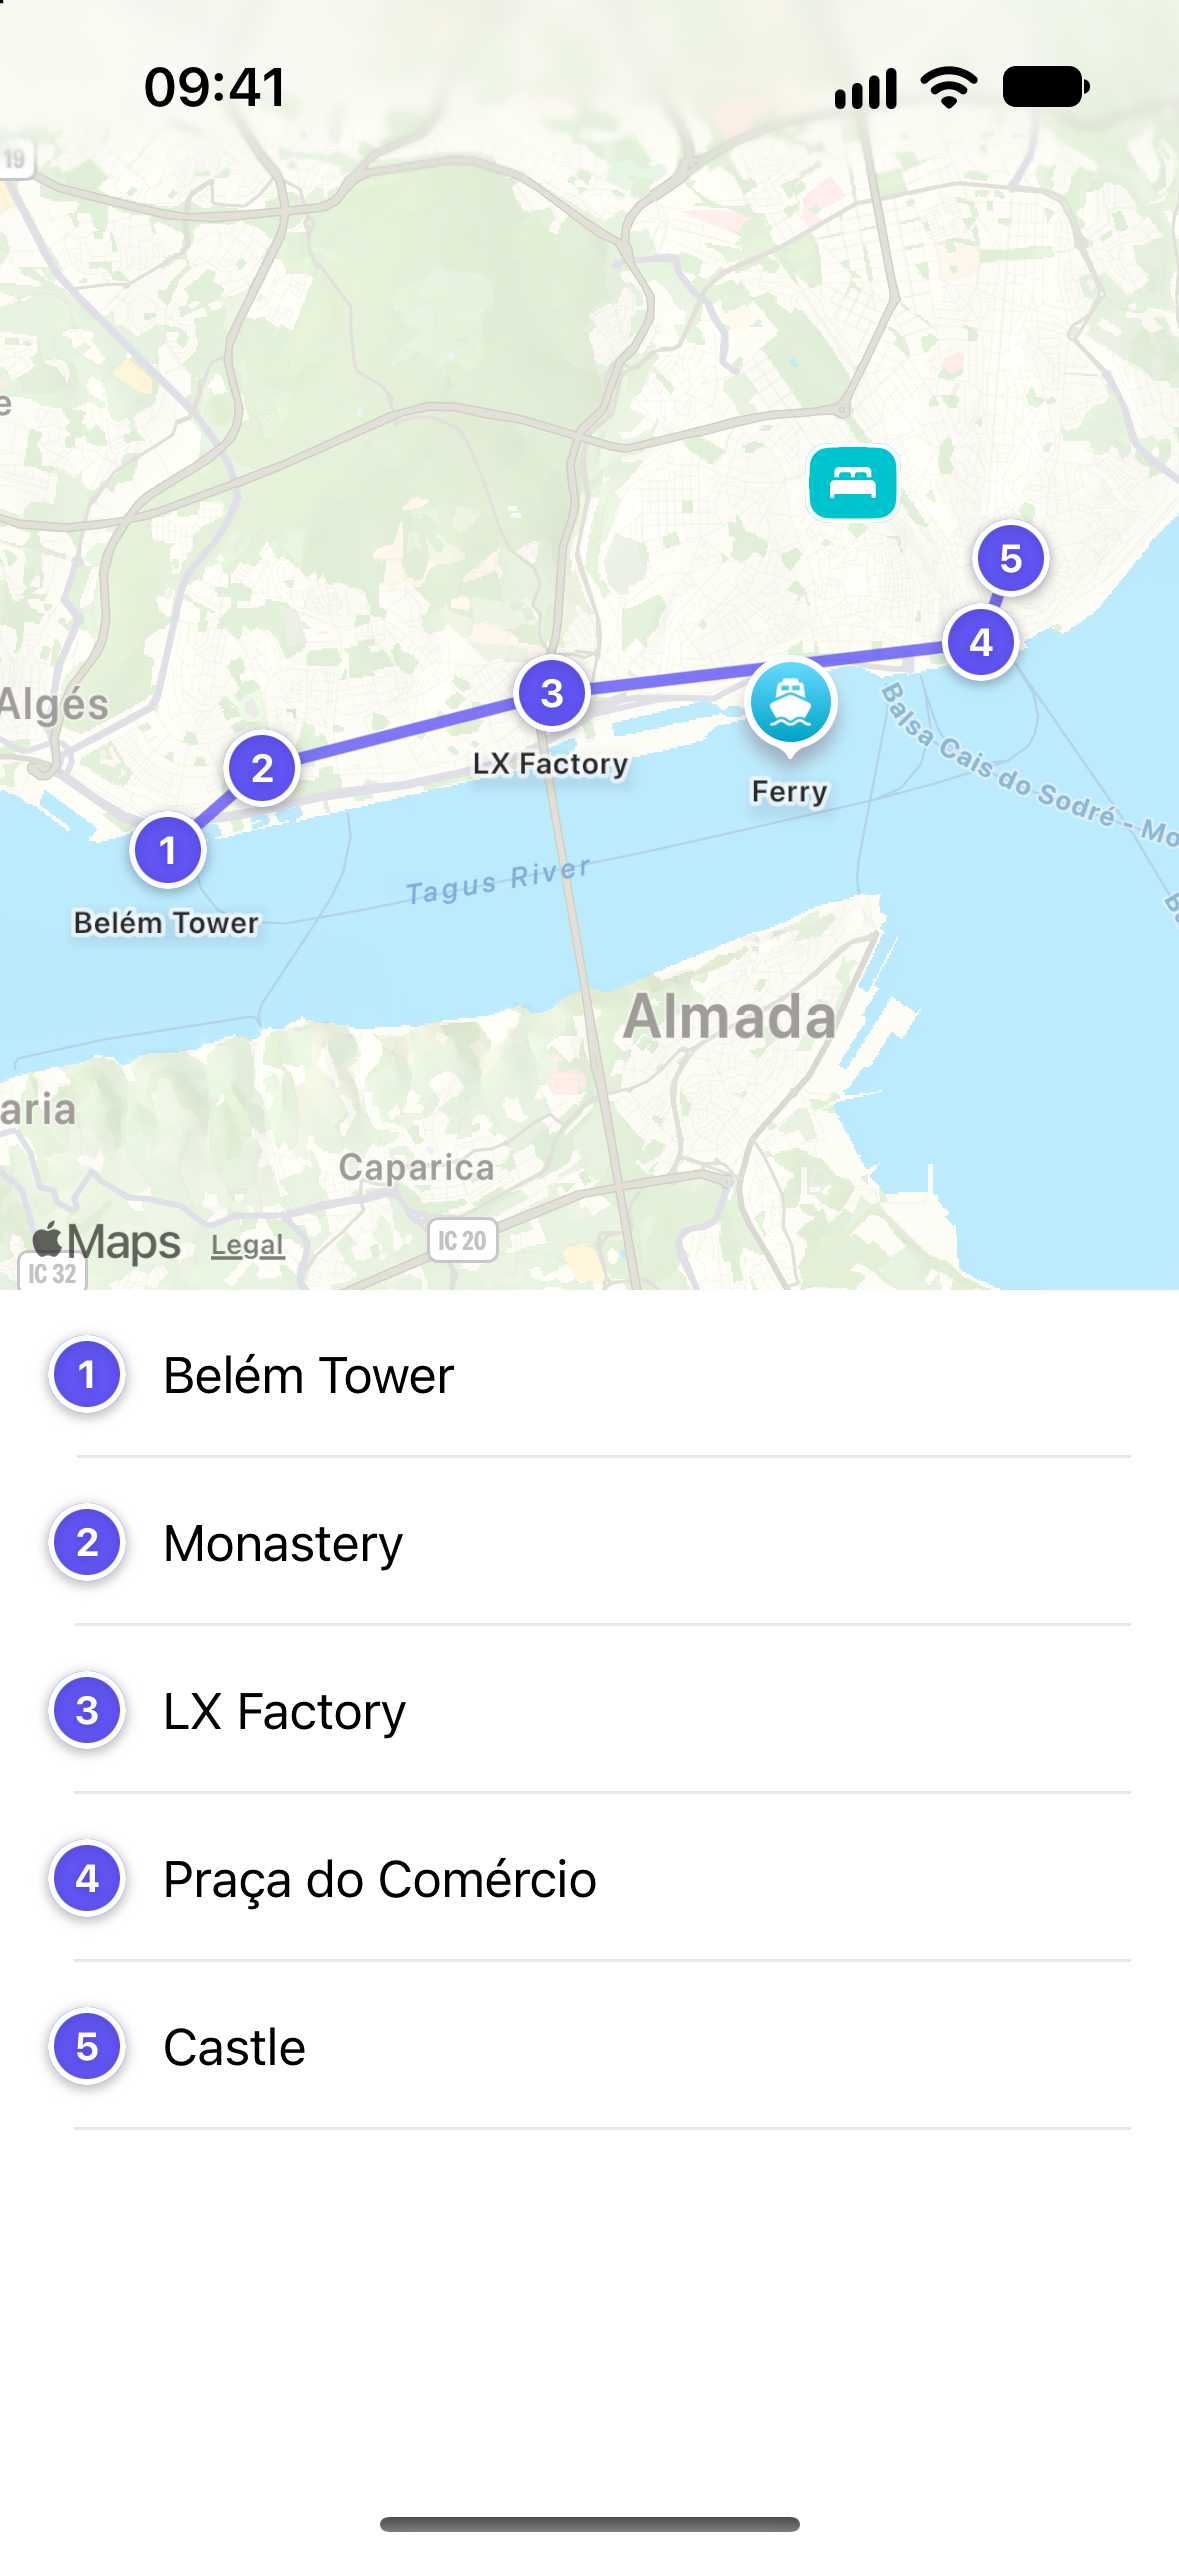 09:41
19
e
5
4
3
LX Factory
Algés
2
Ferry
Balsa Cais do Sodré - Mo
1
Tagus River
Belém Tower
Almada
aria
Caparica
Maps
Legal
IC 20
IC 32
1 Belém Tower
2 Monastery
3 LX Factory
4 Praça do Comércio
5 Castle